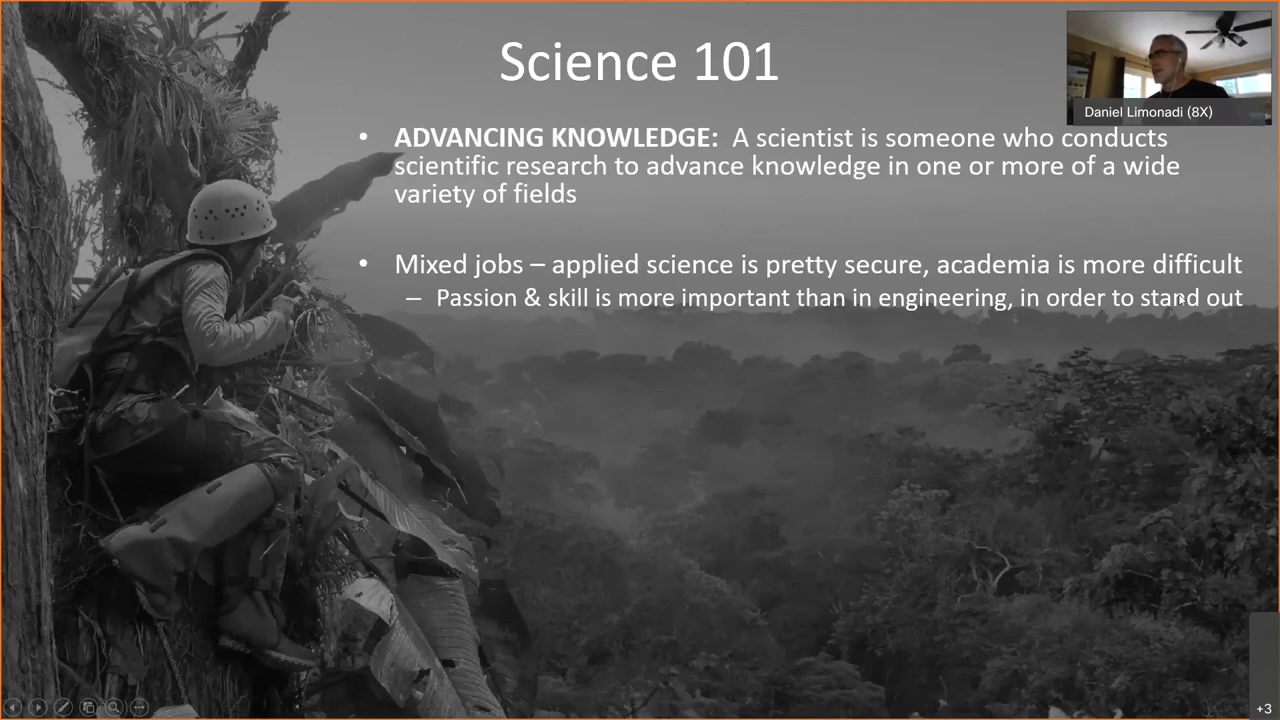 Science 101
Daniel Limonadi (8X)
• ADVANCING KNOWLEDGE: A scientist is someone who conducts
scientific research to advance knowledge in one or more of a wide
variety of fields
• Mixed jobs – applied science is pretty secure, academia is more difficult
– Passion & skill is more important than in engineering, in order to stand out
+3